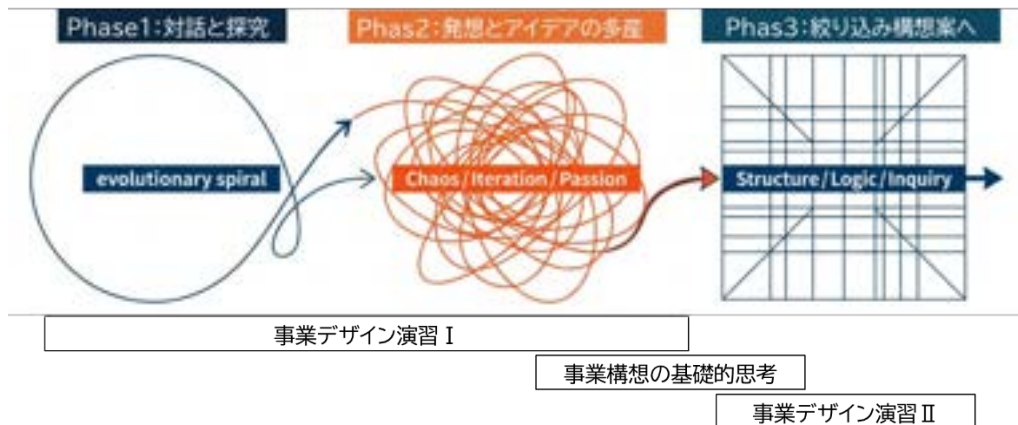 Phase1:対話と探究
Phas2:発想とアイデアの多産
Phas3:絞り込み構想案へ
evolutionary spiral
Chaos/Iteration/Passion
Structure/Logic/Inquiry
事業デザイン演習Ⅰ
事業構想の基礎的思考
事業デザイン演習Ⅱ